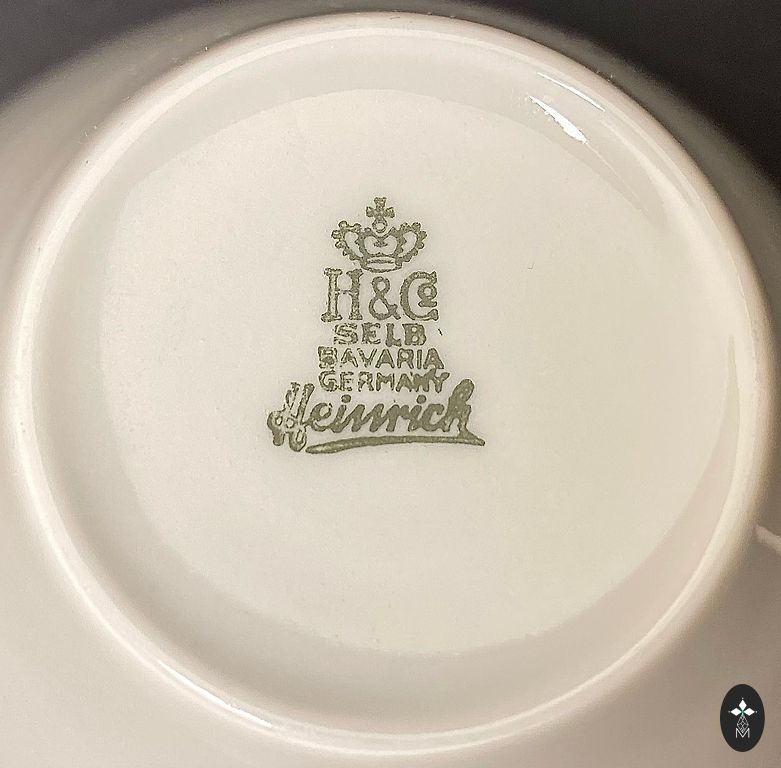 H&Co
SELB
BAVARIA
GERMANY
Heinrich
M